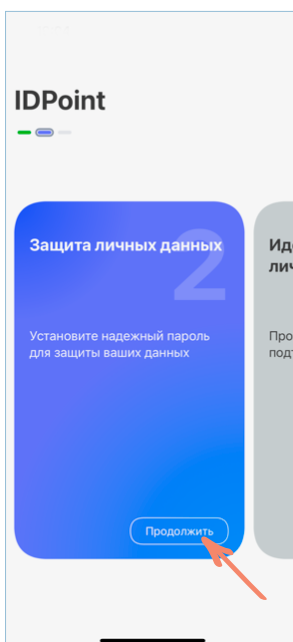 IDPoint
Защита личных данных
2
Установите надежный пароль
для защиты ваших данных
Продолжить